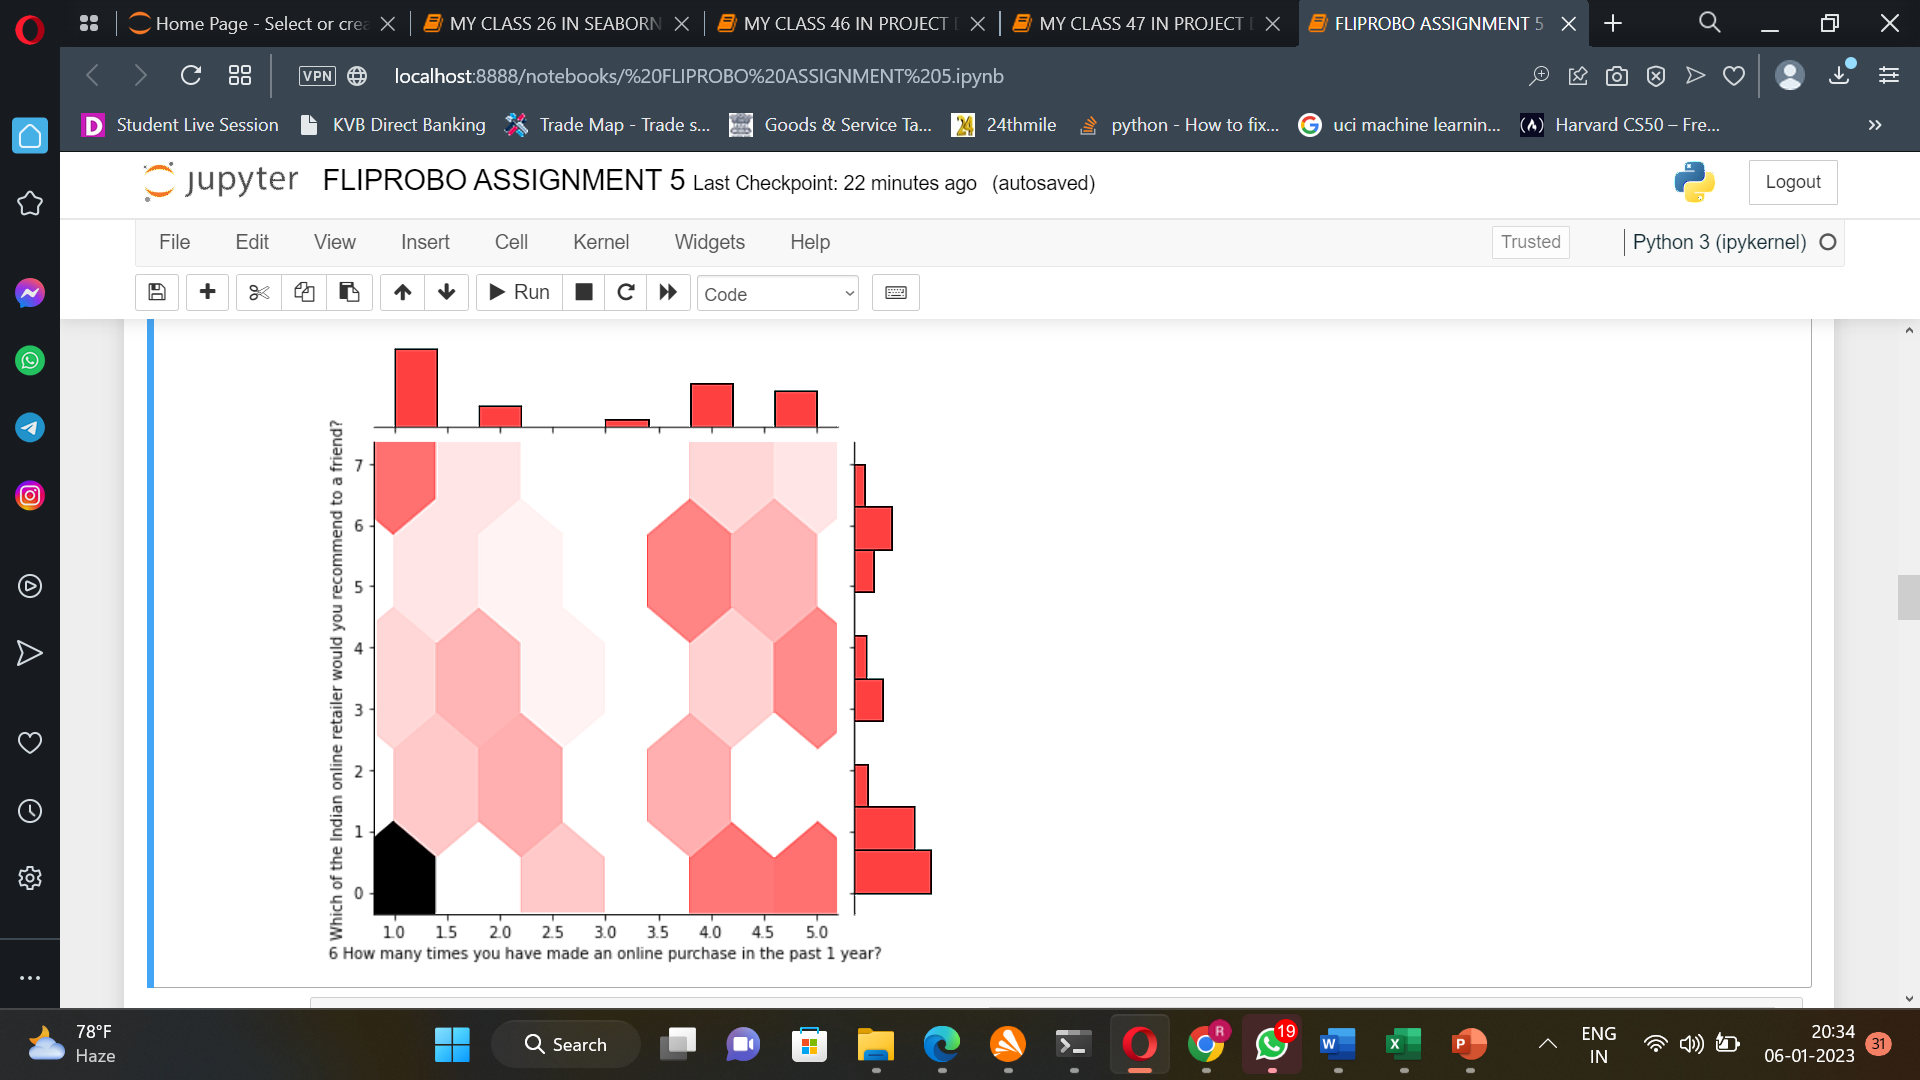 Home Page - Select or crea
MY CLASS 26 IN SEABORN
MY CLASS 46 IN PROJECT
MY CLASS 47 IN PROJECT
FLIPROBO ASSIGNMENT 5
VPN
localhost:8888/notebooks/%20FLIPROBO%20ASSIGNMENT%205.ipynb
D Student Live Session
KVB Direct Banking
Trade Map - Trade s...
Goods & Service Ta...
24 24thmile
python - How to fix...
uci machine learnin...
Harvard CS50 – Fre...
jupyter FLIPROBO ASSIGNMENT 5 Last Checkpoint: 22 minutes ago (autosaved)
Logout
File Edit View Insert Cell Kernel Widgets Help
Trusted
Python 3 (ipykernel)
Run
Code
Which of the Indian online retailer would you recommend to a friend?
7
6
5
4
3
2
1
0
1.0 1.5 2.0 2.5 3.0 3.5 4.0 4.5 5.0
6 How many times you have made an online purchase in the past 1 year?
78°F
Haze
Search
R
19
W
X
P
ENG
IN
20:34
06-01-2023
31